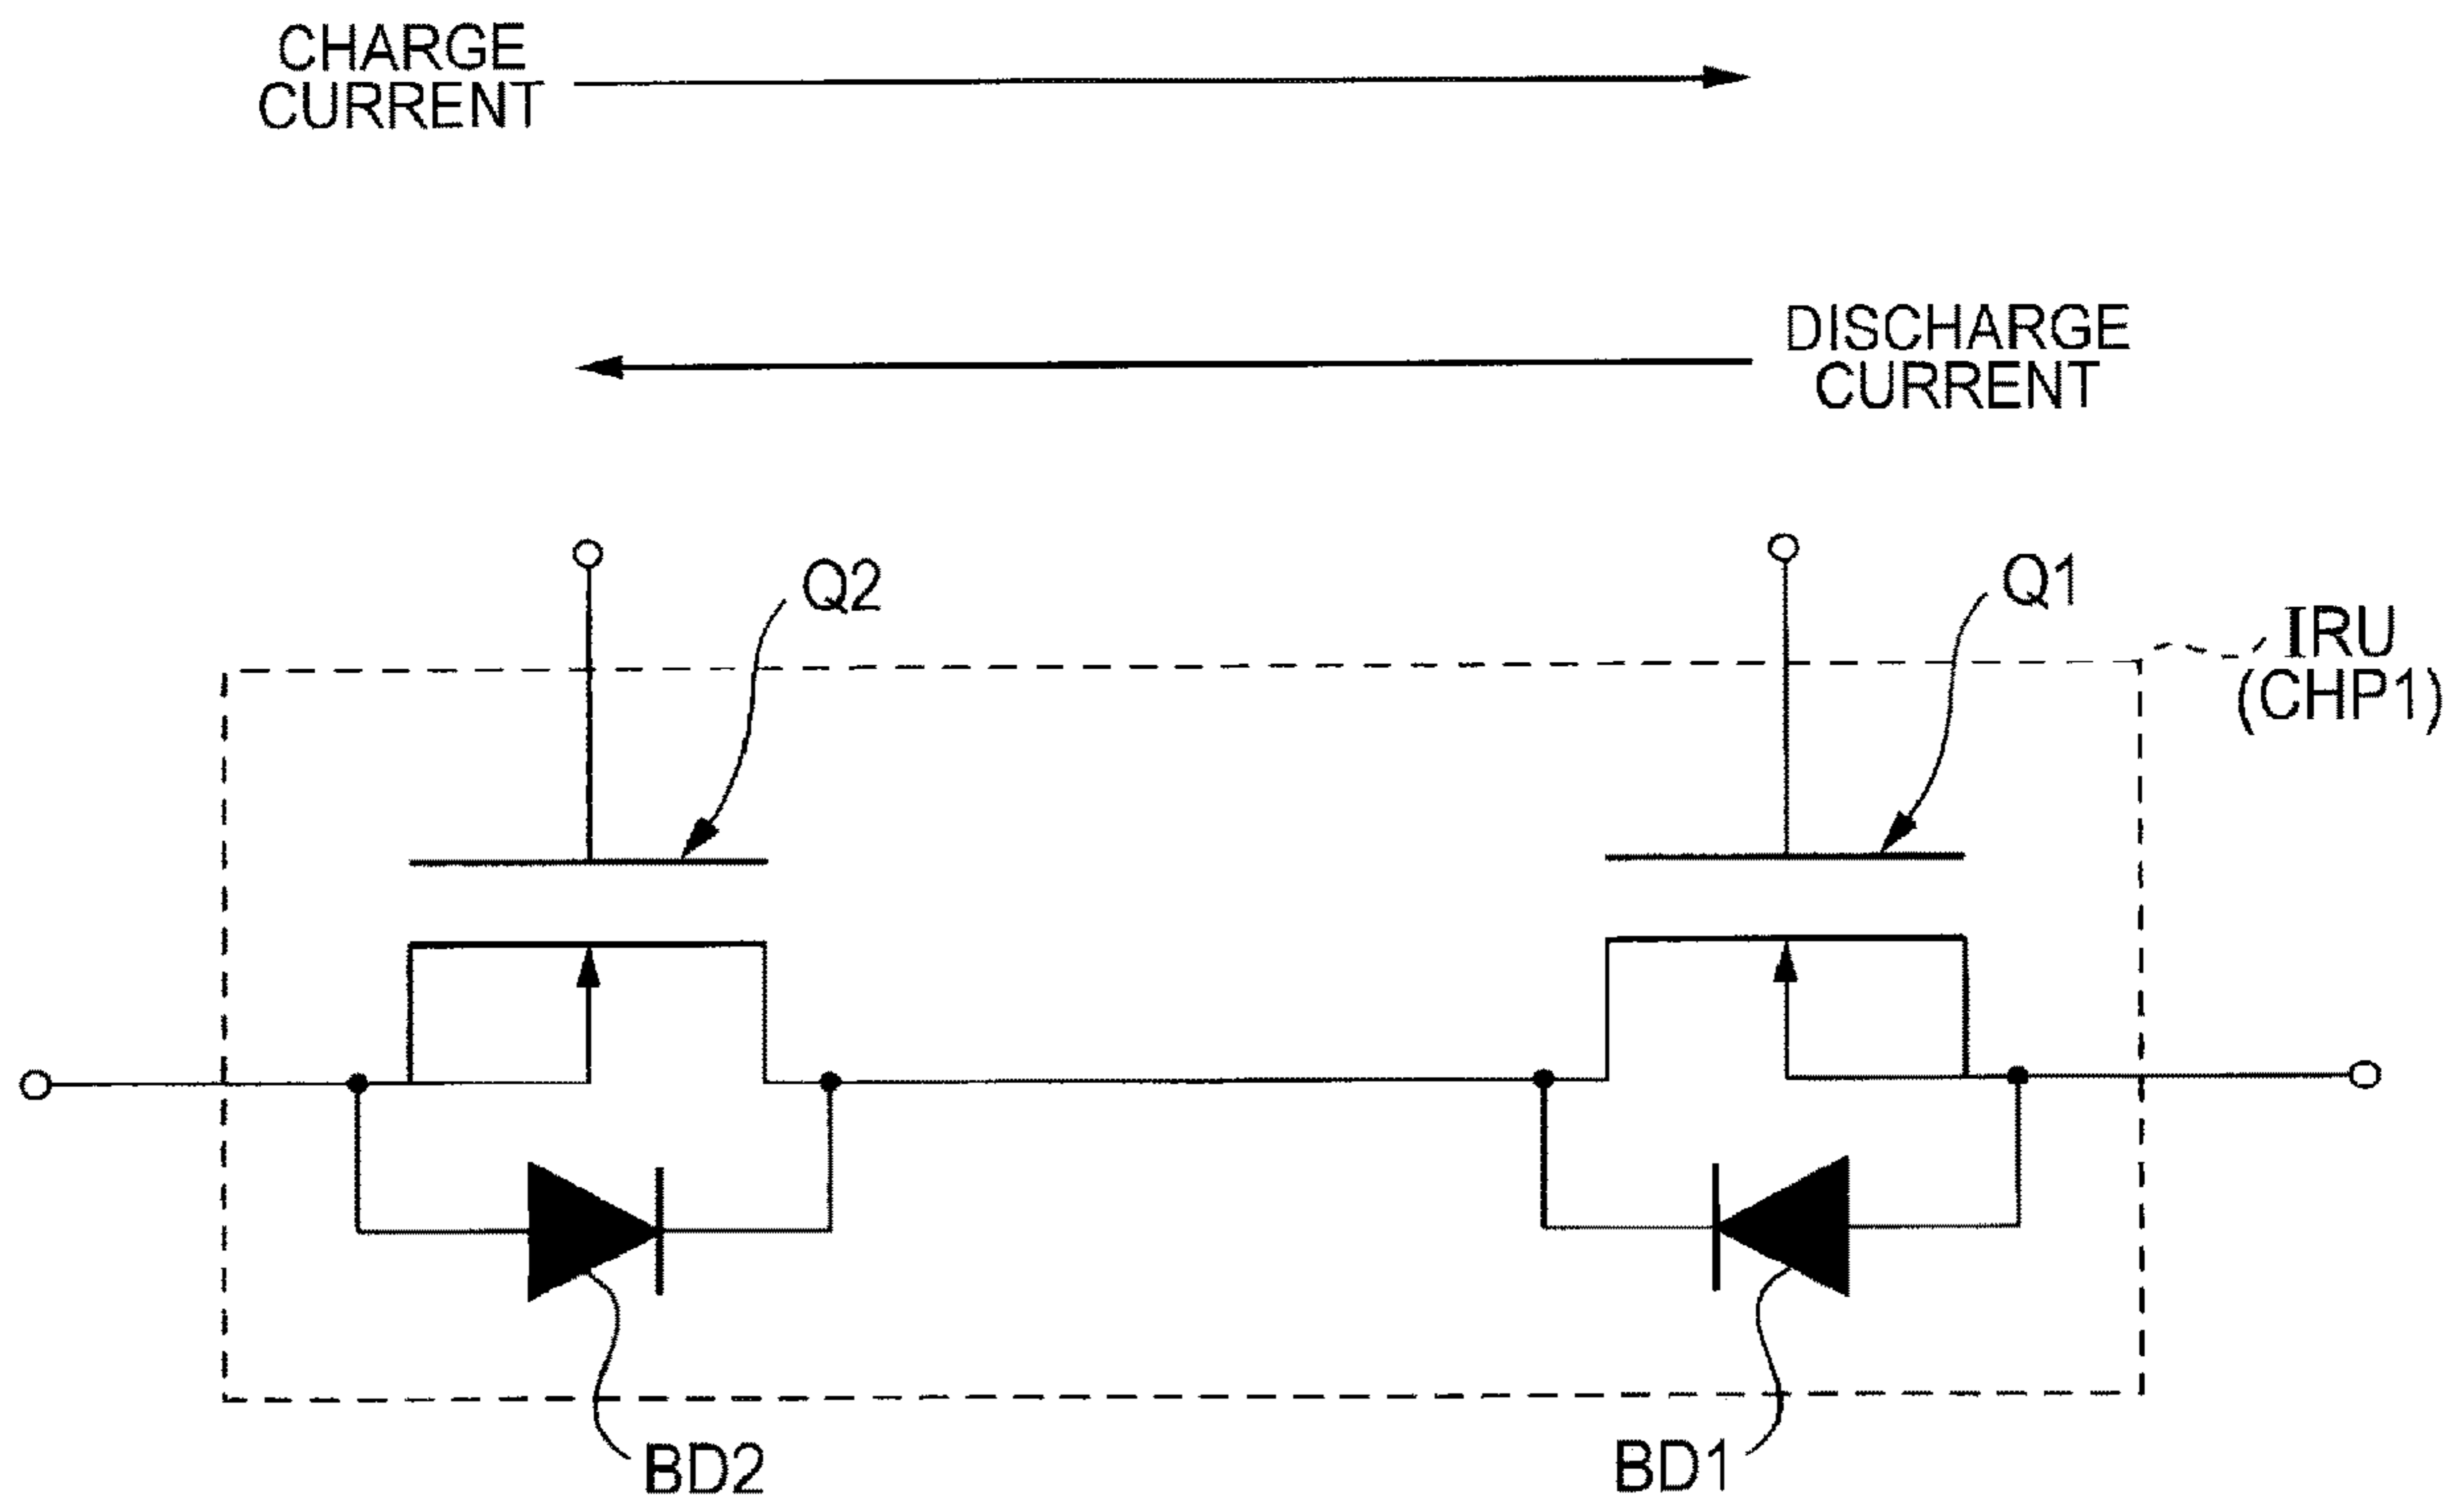 CHARGE
CURRENT
DISCHARGE
CURRENT
Q2
Q1
IRU
(CHP1)
BD2
BD1